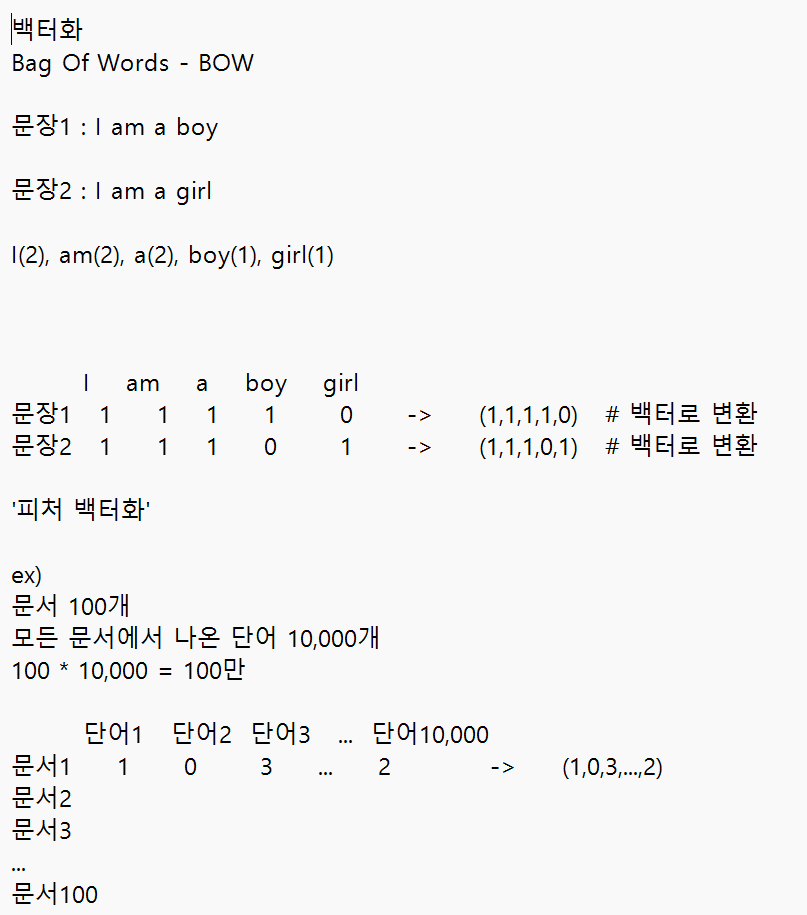 백터화
Bag Of Words - BOW
문장1 : I am a boy
문장2 : I am a girl
I(2), am(2), a(2), boy(1), girl(1)
I am a boy girl
문장1 1 1 1 1 0 -> (1,1,1,1,0) # 백터로 변환
문장2 1 1 1 0 1 -> (1,1,1,0,1) # 백터로 변환
'피처 백터화'
ex)
문서 100개
모든 문서에서 나온 단어 10,000개
100 * 10,000 = 100만
단어1 단어2 단어3 ... 단어10,000
문서1 1 0 3 ... 2 -> (1,0,3,...,2)
문서2
문서3
...
문서100